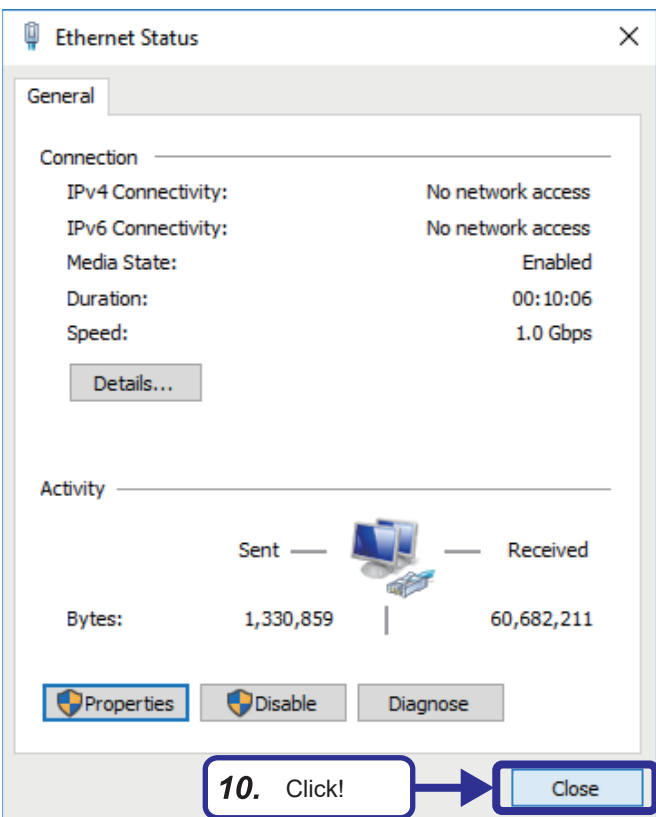 Ethernet Status
General
Connection
IPv4 Connectivity: No network access
IPv6 Connectivity: No network access
Media State: Enabled
Duration: 00:10:06
Speed: 1.0 Gbps
Details...
Activity
Sent Received
Bytes: 1,330,859 60,682,211
Properties Disable Diagnose
10. Click! Close